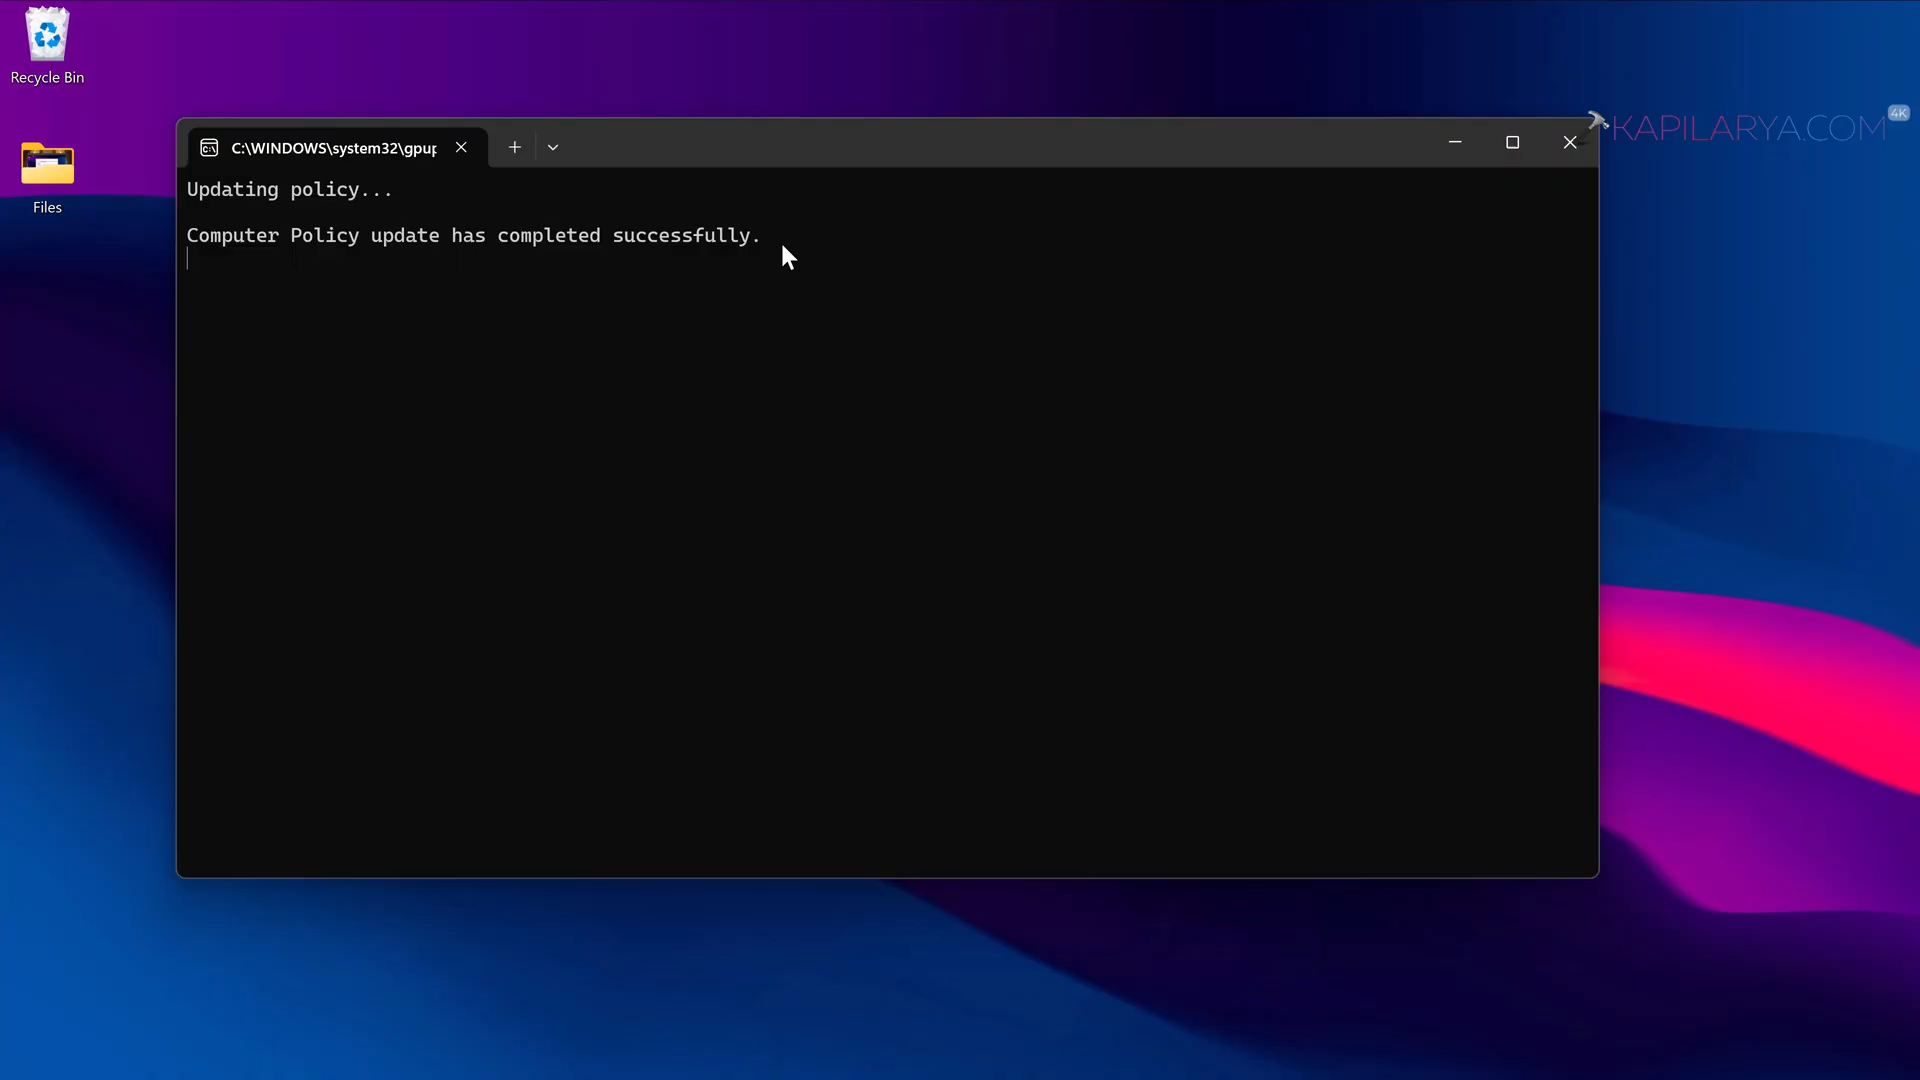 Recycle Bin
Files
C:\WINDOWS\system32\gpup
Updating policy...
Computer Policy update has completed successfully.
KAPILARYA.COM
4K